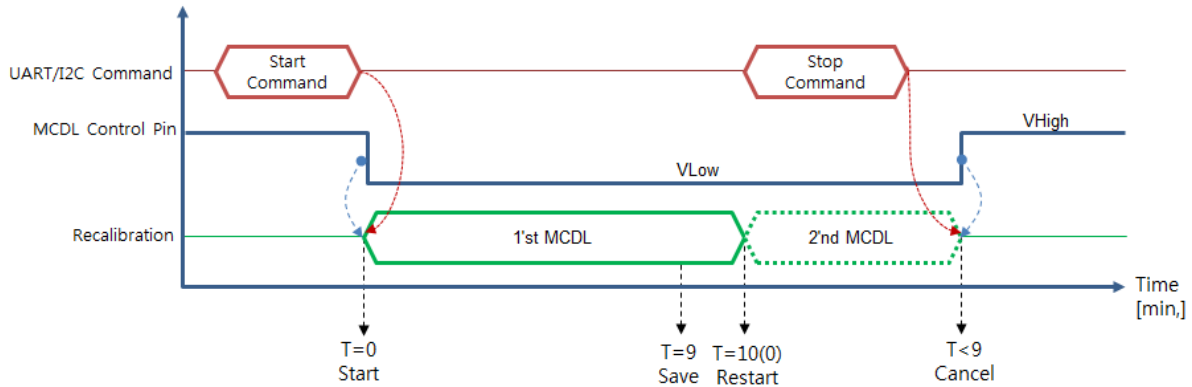 Start
Command
Stop
Command
UART/I2C Command
MCDL Control Pin
VHigh
VLow
Recalibration
1'st MCDL
2'nd MCDL
Time
[min,]
T=0
Start
T=9
Save
T=10(0)
Restart
T<9
Cancel